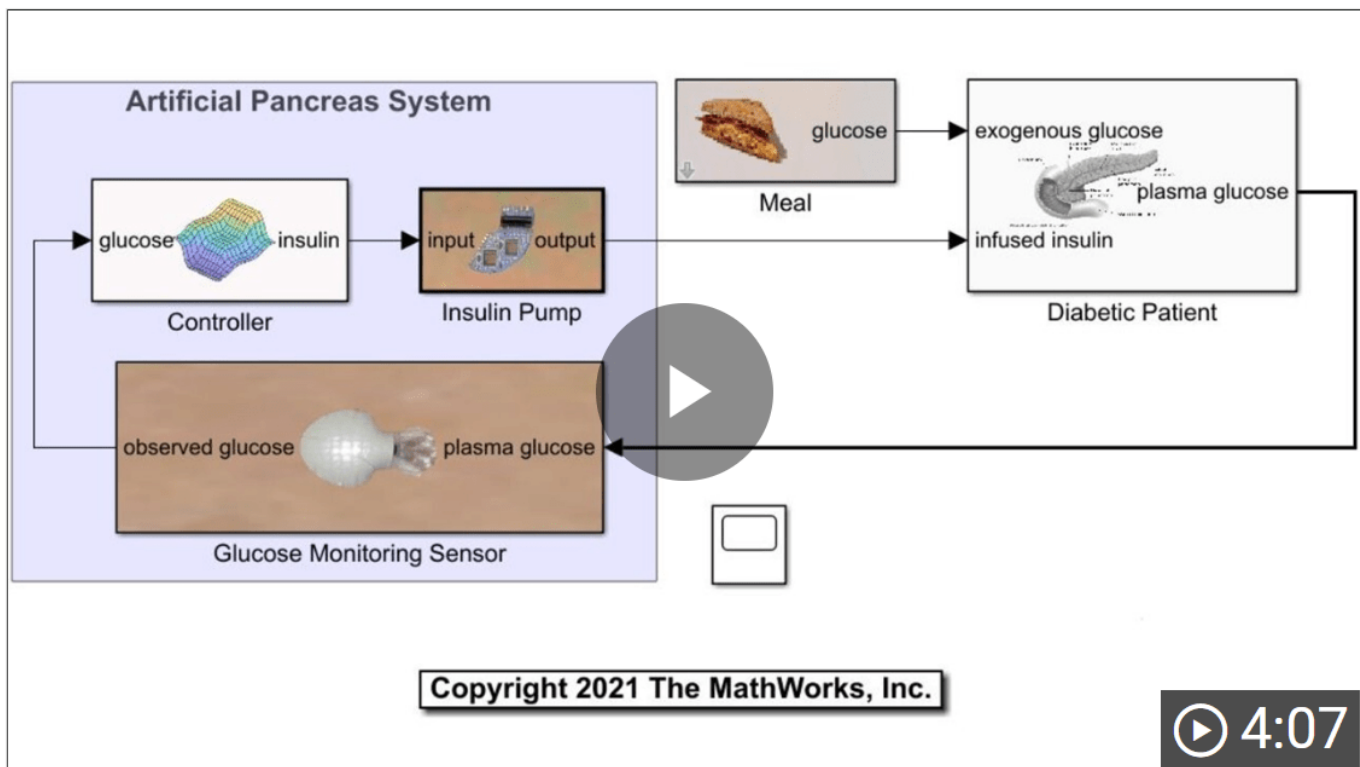 Artificial Pancreas System
glucose
insulin
Controller
input
output
Insulin Pump
observed glucose
plasma glucose
Glucose Monitoring Sensor
glucose
Meal
exogenous glucose
plasma glucose
infused insulin
Diabetic Patient
Copyright 2021 The MathWorks, Inc.
4:07